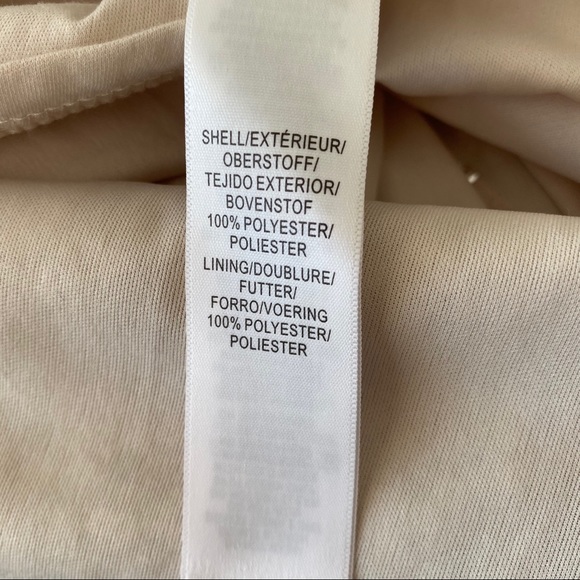 SHELL/EXTÉRIEUR/
OBERSTOFF/
TEJIDO EXTERIOR/
BOVENSTOF
100% POLYESTER/
POLIESTER
LINING/DOUBLURE/
FUTTER/
FORRO/VOERING
100% POLYESTER/
POLIESTER